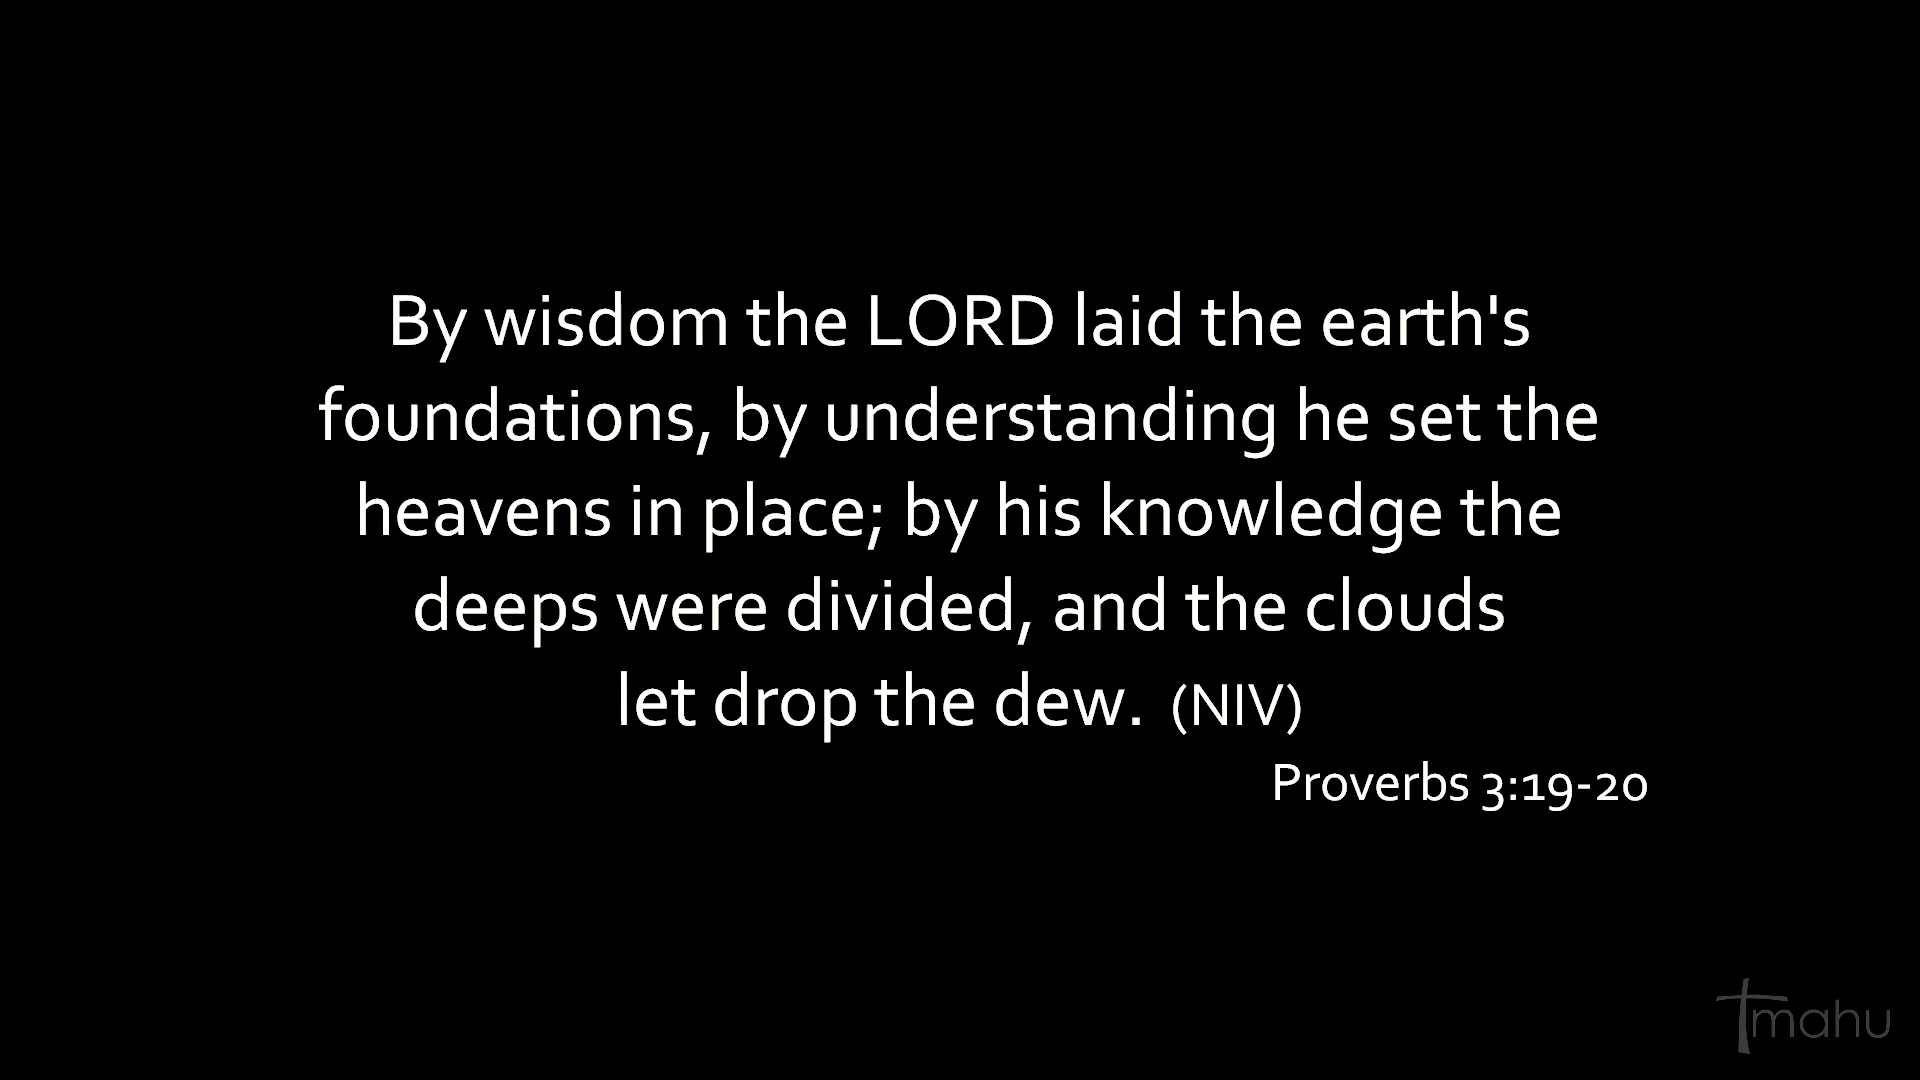 By wisdom the LORD laid the earth's
foundations, by understanding he set the
heavens in place; by his knowledge the
deeps were divided, and the clouds
let drop the dew. (NIV)
Proverbs 3:19-20
mahu